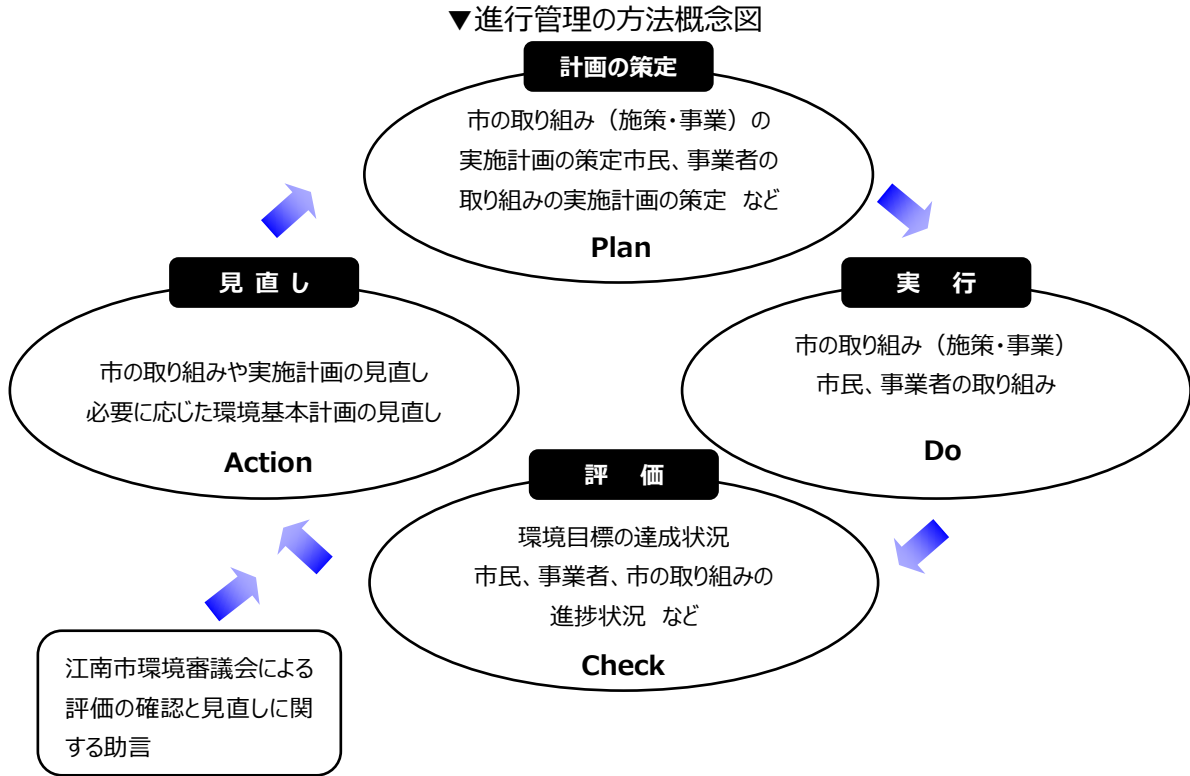 ▼進行管理の方法概念図
計画の策定
市の取り組み（施策・事業）の
実施計画の策定市民、事業者の
取り組みの実施計画の策定　など
Plan
実　行
市の取り組み（施策・事業）
市民、事業者の取り組み
Do
評　価
環境目標の達成状況
市民、事業者、市の取り組みの
進捗状況　など
Check
見 直 し
市の取り組みや実施計画の見直し
必要に応じた環境基本計画の見直し
Action
江南市環境審議会による
評価の確認と見直しに関
する助言